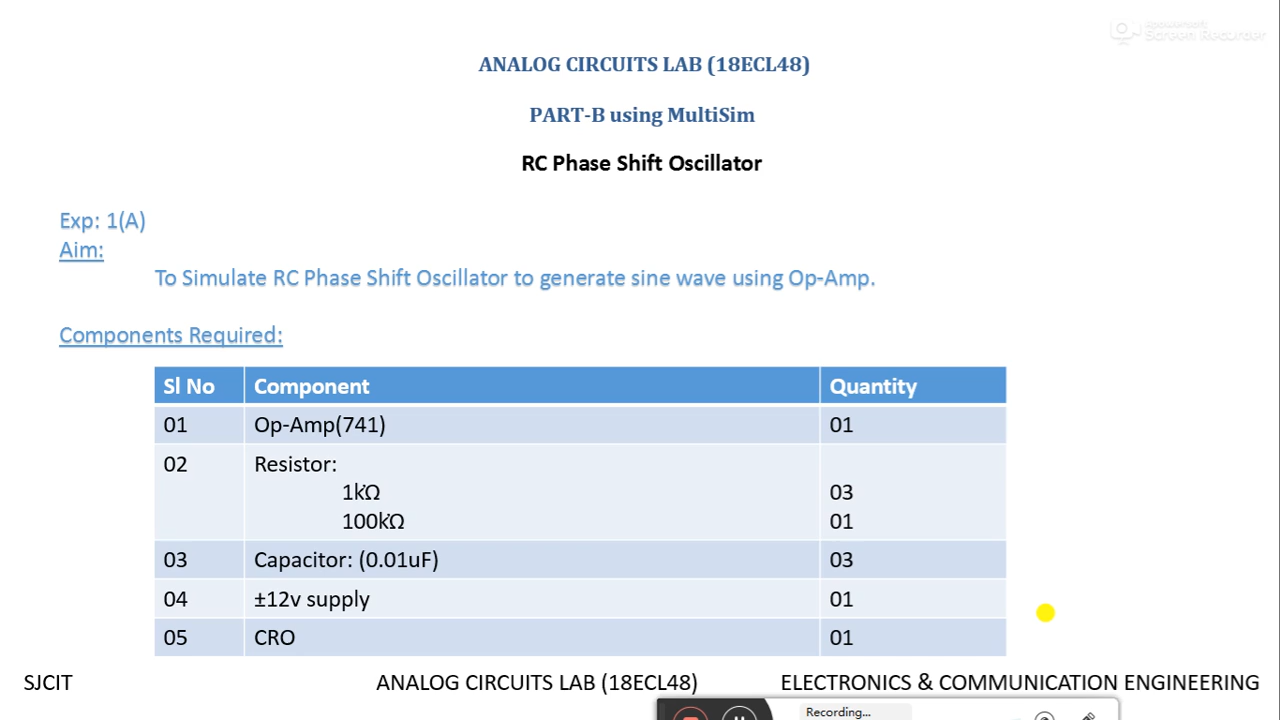 Apowersoft
Screen Recorder
ANALOG CIRCUITS LAB (18ECL48)
PART-B using MultiSim
RC Phase Shift Oscillator
Exp: 1(A)
Aim:
To Simulate RC Phase Shift Oscillator to generate sine wave using Op-Amp.
Components Required:
Sl No Component Quantity
01 Op-Amp(741) 01
02 Resistor:
1kΩ 03
100kΩ 01
03 Capacitor: (0.01uF) 03
04 ±12v supply 01
05 CRO 01
SJCIT ANALOG CIRCUITS LAB (18ECL48) ELECTRONICS & COMMUNICATION ENGINEERING
Recording...